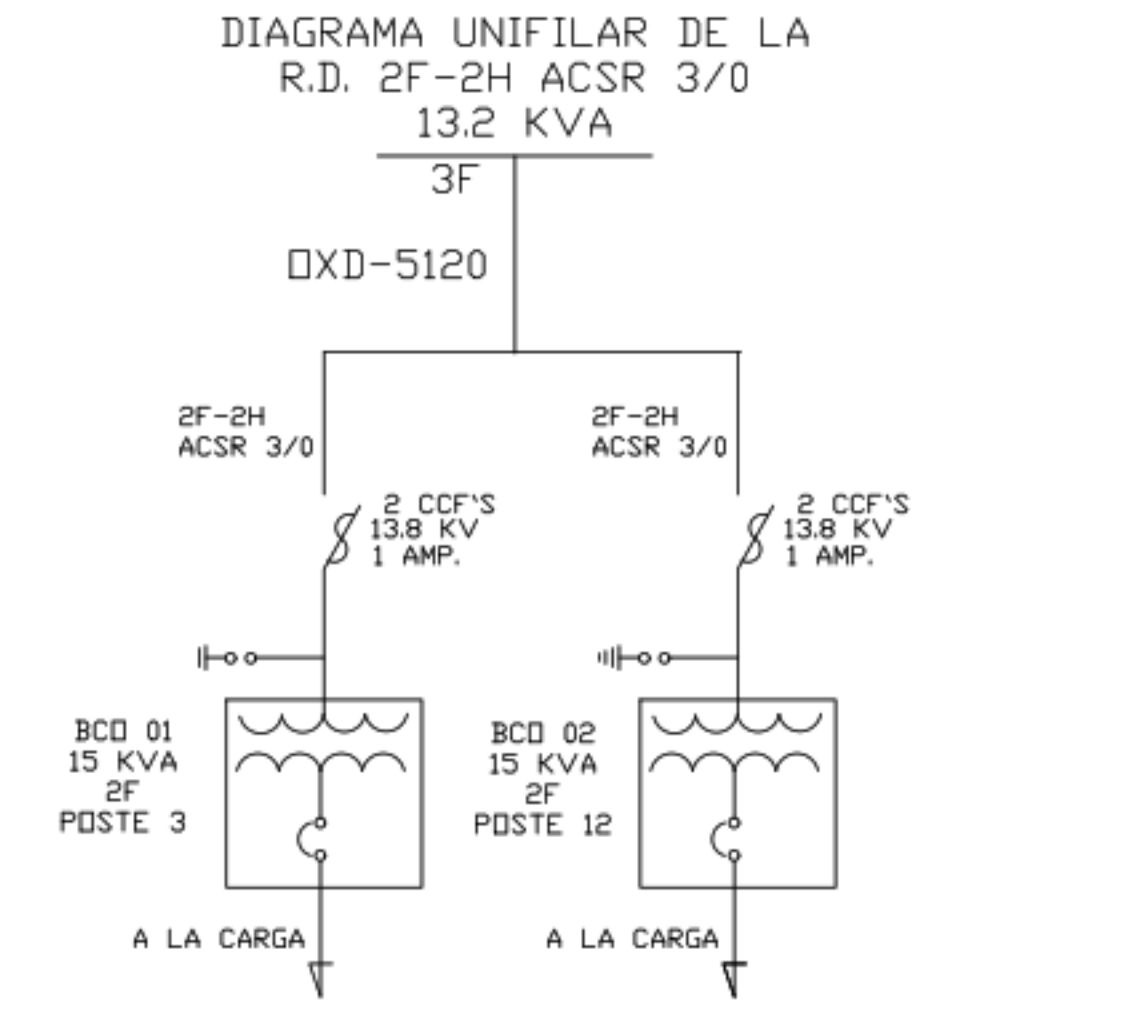 DIAGRAMA UNIFILAR DE LA
R.D. 2F-2H ACSR 3/0
13.2 KVA
3F
OXD-5120
2F-2H
ACSR 3/0
2 CCF'S
13.8 KV
1 AMP.
BCO 01
15 KVA
2F
POSTE 3
A LA CARGA
2F-2H
ACSR 3/0
2 CCF'S
13.8 KV
1 AMP.
BCO 02
15 KVA
2F
POSTE 12
A LA CARGA